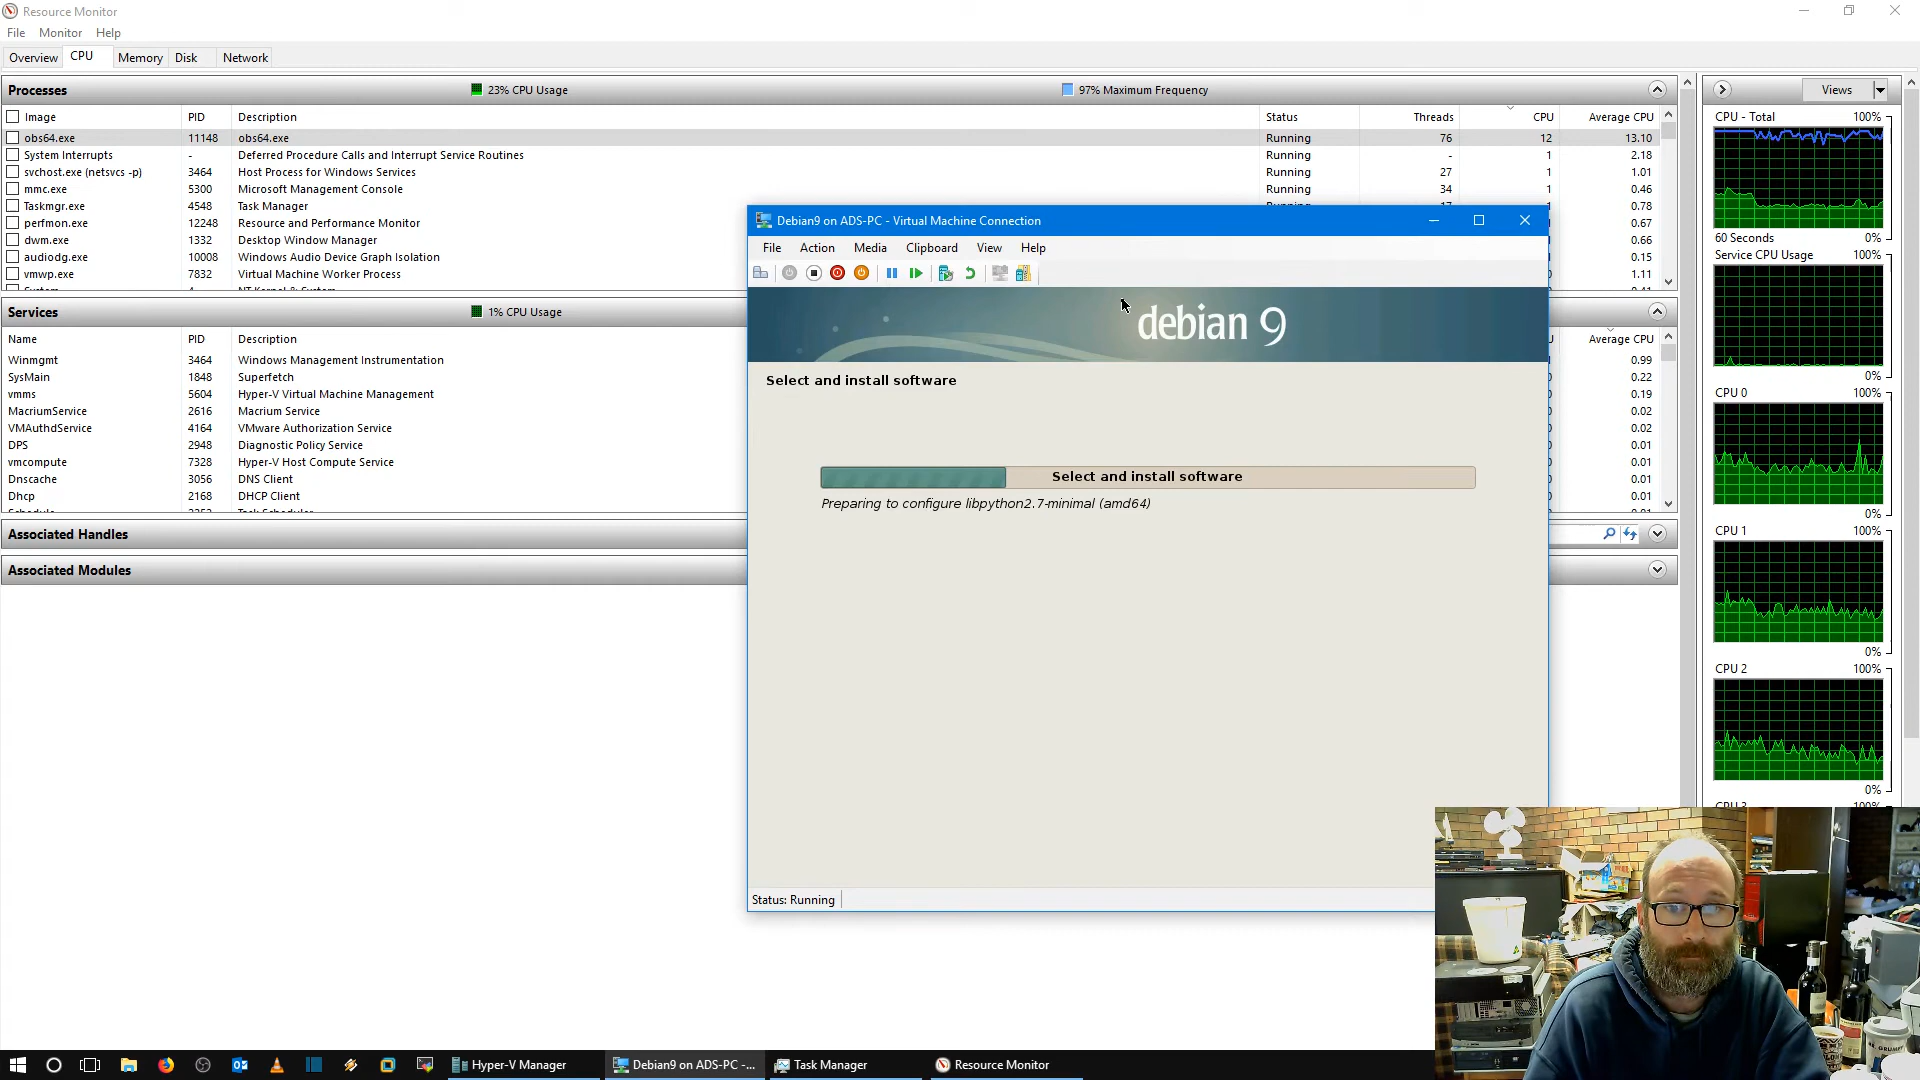 Resource Monitor
File Monitor Help
Overview CPU Memory Disk Network
Processes 23% CPU Usage 97% Maximum Frequency
Image PID Description Status Threads CPU Average CPU
obs64.exe 11148 obs64.exe Running 76 12 13.10
System Interrupts - Deferred Procedure Calls and Interrupt Service Routines Running - 1 2.18
svchost.exe (netsvcs -p) 3464 Host Process for Windows Services Running 27 1 1.01
mmc.exe 5300 Microsoft Management Console Running 34 1 0.46
Taskmgr.exe 4548 Task Manager 0.78
perfmon.exe 12248 Resource and Performance Monitor 0.67
dwm.exe 1332 Desktop Window Manager 0.66
audiodg.exe 10008 Windows Audio Device Graph Isolation 0.15
vmwp.exe 7832 Virtual Machine Worker Process 1.11
Services 1% CPU Usage
Name PID Description Average CPU
Winmgmt 3464 Windows Management Instrumentation 0.99
SysMain 1848 Superfetch 0.22
vmms 5604 Hyper-V Virtual Machine Management 0.19
MacriumService 2616 Macrium Service 0.02
VMAuthdService 4164 VMware Authorization Service 0.02
DPS 2948 Diagnostic Policy Service 0.01
vmcompute 7328 Hyper-V Host Compute Service 0.01
Dnscache 3056 DNS Client 0.01
Dhcp 2168 DHCP Client 0.01
Associated Handles
Associated Modules
Debian9 on ADS-PC - Virtual Machine Connection
File Action Media Clipboard View Help
debian 9
Select and install software
Select and install software
Preparing to configure libpython2.7-minimal (amd64)
Status: Running
Views
CPU - Total 100%
60 Seconds 0%
Service CPU Usage 100%
0%
CPU 0 100%
0%
CPU 1 100%
0%
CPU 2 100%
0%
Hyper-V Manager
Debian9 on ADS-PC -...
Task Manager
Resource Monitor